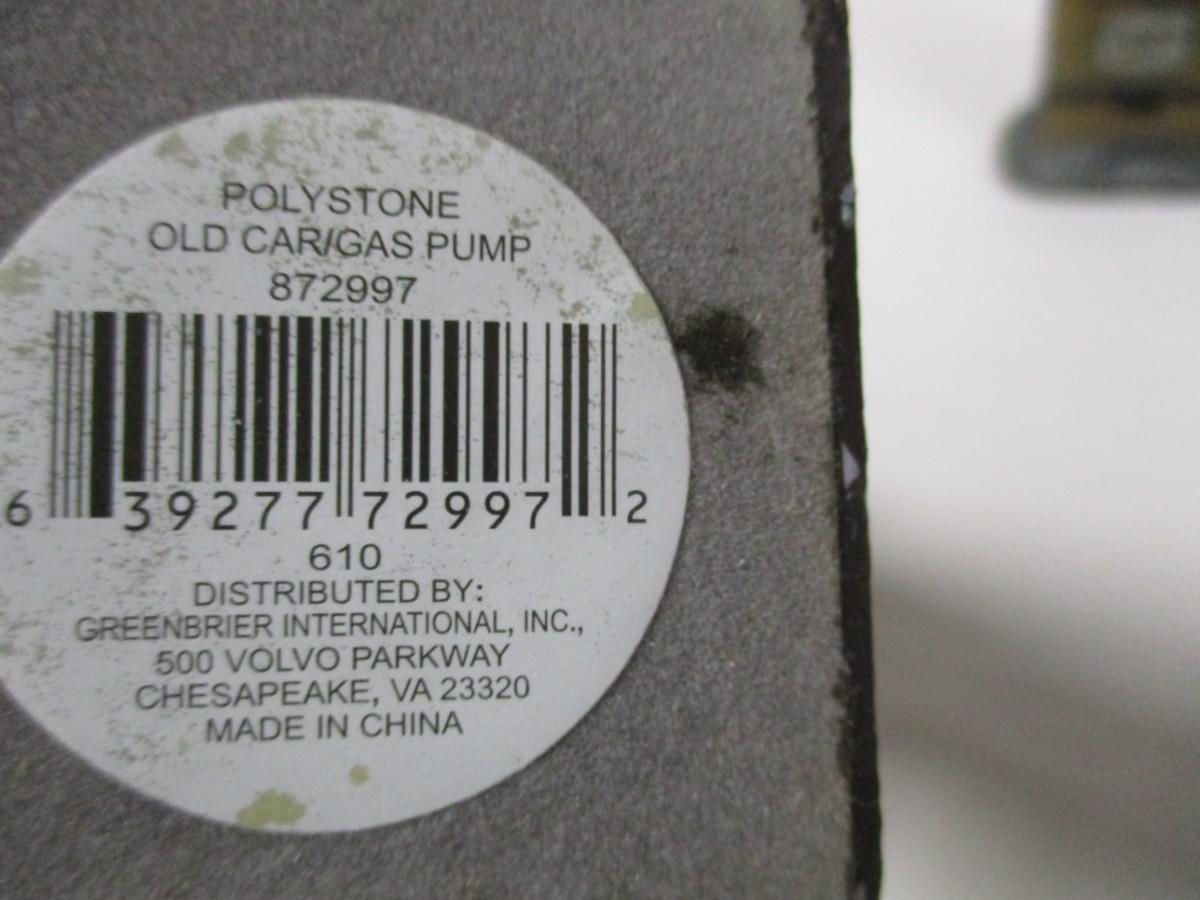 POLYSTONE
OLD CAR/GAS PUMP
872997
6 39277 72997 2
610
DISTRIBUTED BY:
GREENBRIER INTERNATIONAL, INC.,
500 VOLVO PARKWAY
CHESAPEAKE, VA 23320
MADE IN CHINA